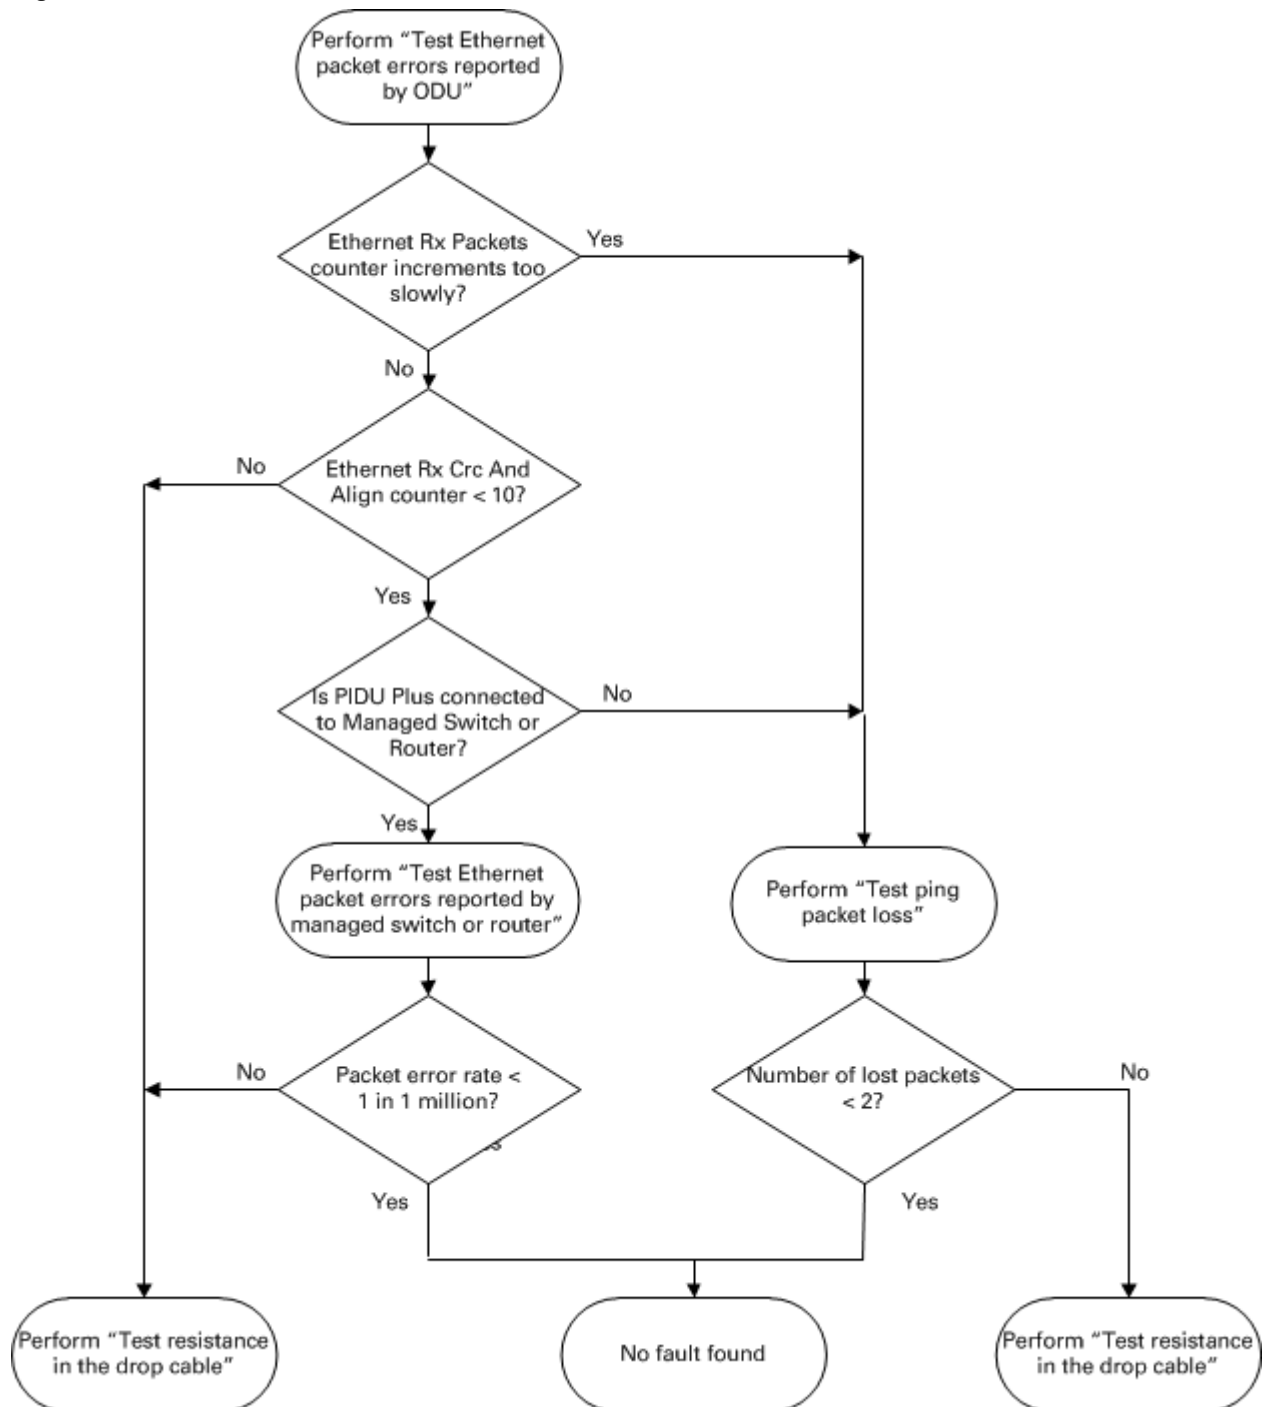 Perform “Test Ethernet
packet errors reported
by ODU”
Ethernet Rx Packets
counter increments too
slowly?
Yes
No
Ethernet Rx Crc And
Align counter < 10?
No
Yes
Is PIDU Plus connected
to Managed Switch or
Router?
No
Yes
Perform “Test Ethernet
packet errors reported by
managed switch or router”
Perform “Test ping
packet loss”
Packet error rate <
1 in 1 million?
No
Number of lost packets
< 2?
No
Yes
Yes
Perform “Test resistance
in the drop cable”
No fault found
Perform “Test resistance
in the drop cable”